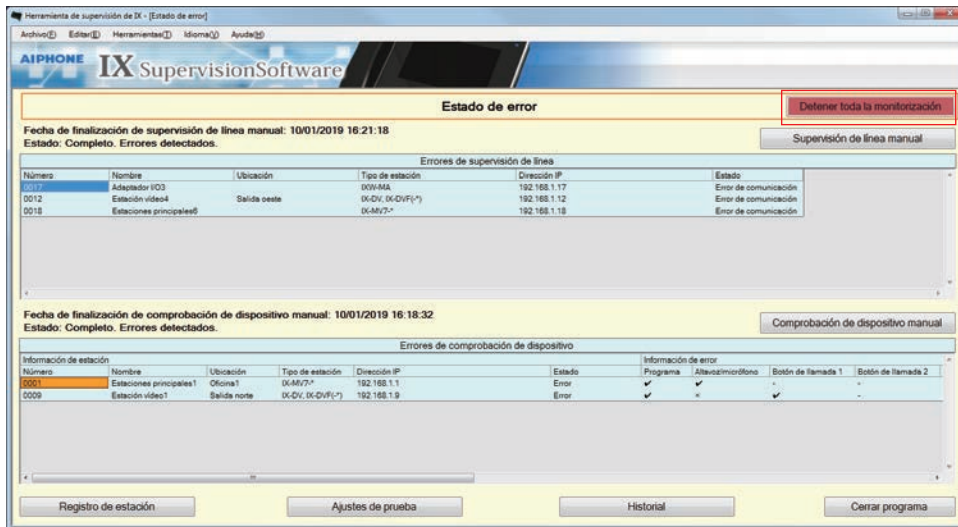 Herramienta de supervisión de IX - [Estado de error]
Archivo(F) Editar(E) Herramientas(T) Idioma(V) Ayuda(H)
AIPHONE IX SupervisionSoftware
Estado de error
Detener toda la monitorización
Fecha de finalización de supervisión de línea manual: 10/01/2019 16:21:18
Estado: Completo. Errores detectados.
Supervisión de línea manual
Errores de supervisión de línea
Número Nombre Ubicación Tipo de estación Dirección IP Estado
0017 Adaptador I/O3 IXW-MA 192.168.1.17 Error de comunicación
0012 Estación vídeo4 Salida oeste IX-DV, IX-DVF(-*) 192.168.1.12 Error de comunicación
0018 Estaciones principales6 IX-MV7-* 192.168.1.18 Error de comunicación
Fecha de finalización de comprobación de dispositivo manual: 10/01/2019 16:18:32
Estado: Completo. Errores detectados.
Comprobación de dispositivo manual
Errores de comprobación de dispositivo
Información de estación Información de error
Número Nombre Ubicación Tipo de estación Dirección IP Estado Programa Altavoz/micrófono Botón de llamada 1 Botón de llamada 2
0001 Estaciones principales1 Oficina1 IX-MV7-* 192.168.1.1 Error ✔ ✔ - -
0009 Estación vídeo1 Salida norte IX-DV, IX-DVF(-*) 192.168.1.9 Error ✔ × ✔ -
Registro de estación Ajustes de prueba Historial Cerrar programa